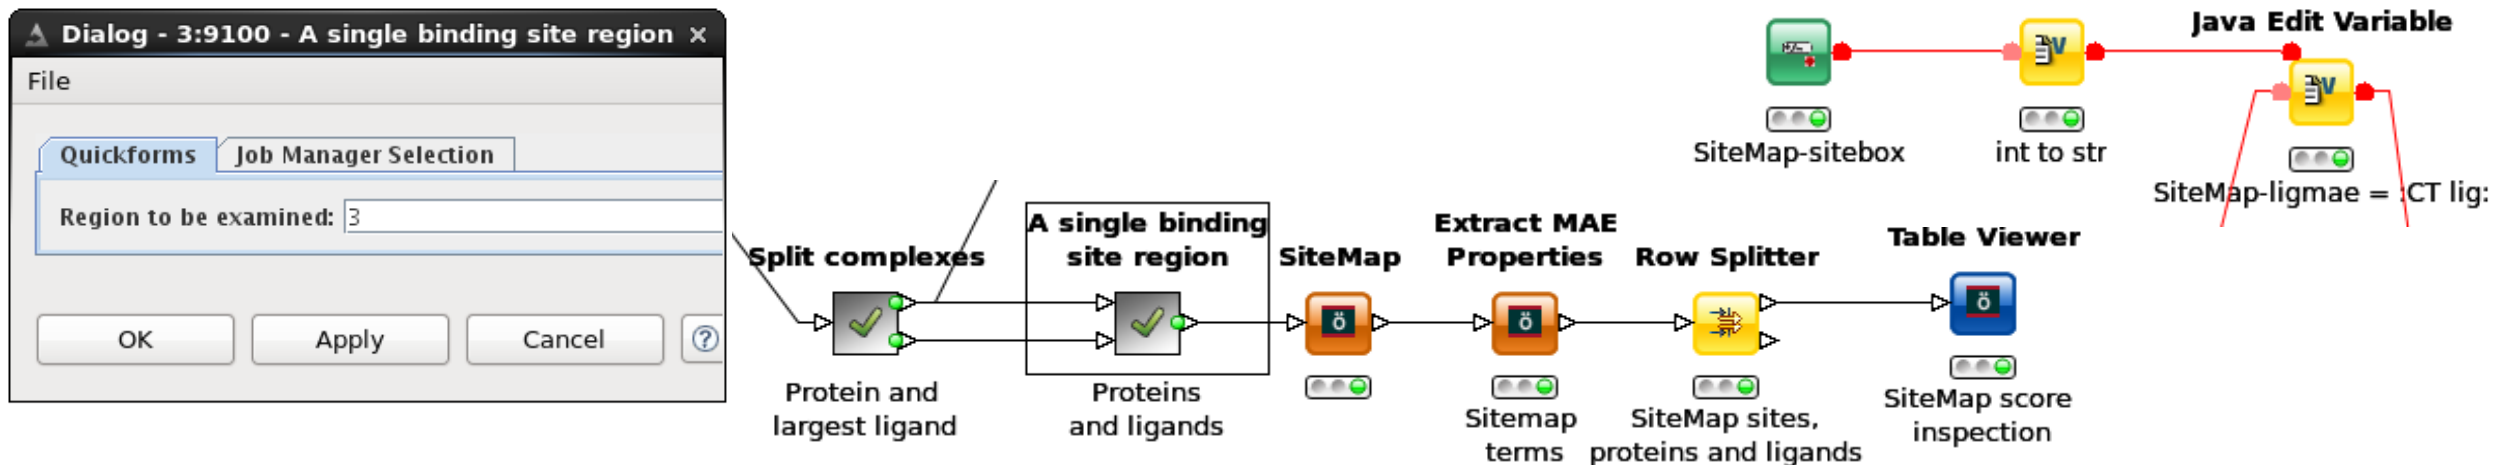 Dialog - 3:9100 - A single binding site region
File
Quickforms
Job Manager Selection
Region to be examined: 3
OK
Apply
Cancel
?
Split complexes
Protein and
largest ligand
A single binding
site region
Proteins
and ligands
SiteMap
Extract MAE
Properties
Sitemap
terms
Row Splitter
SiteMap sites,
proteins and ligands
Table Viewer
SiteMap score
inspection
SiteMap-sitebox
V
int to str
Java Edit Variable
V
SiteMap-ligmae = :CT lig:
ö
ö
ö